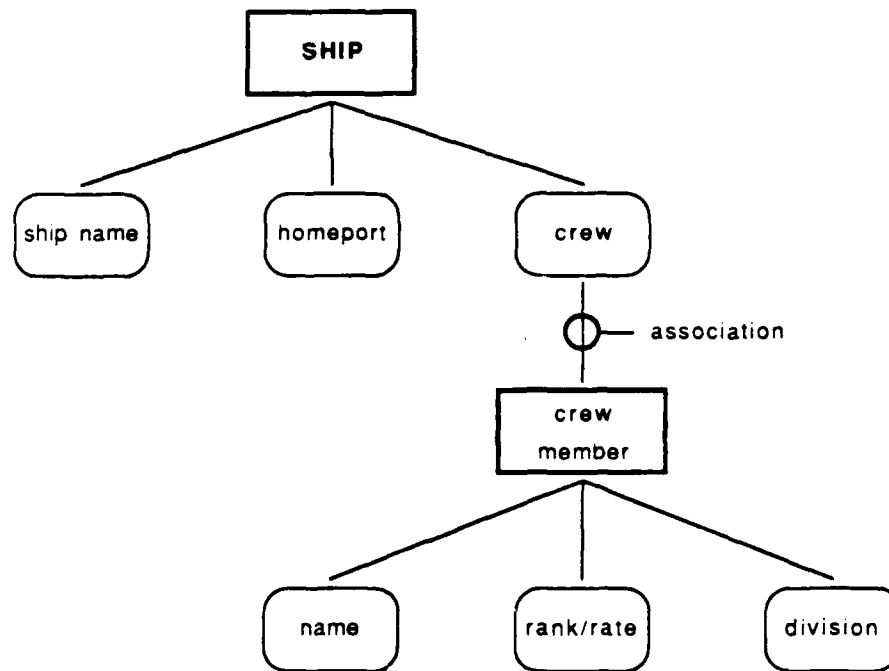 SHIP
ship name
homeport
crew
association
crew
member
name
rank/rate
division